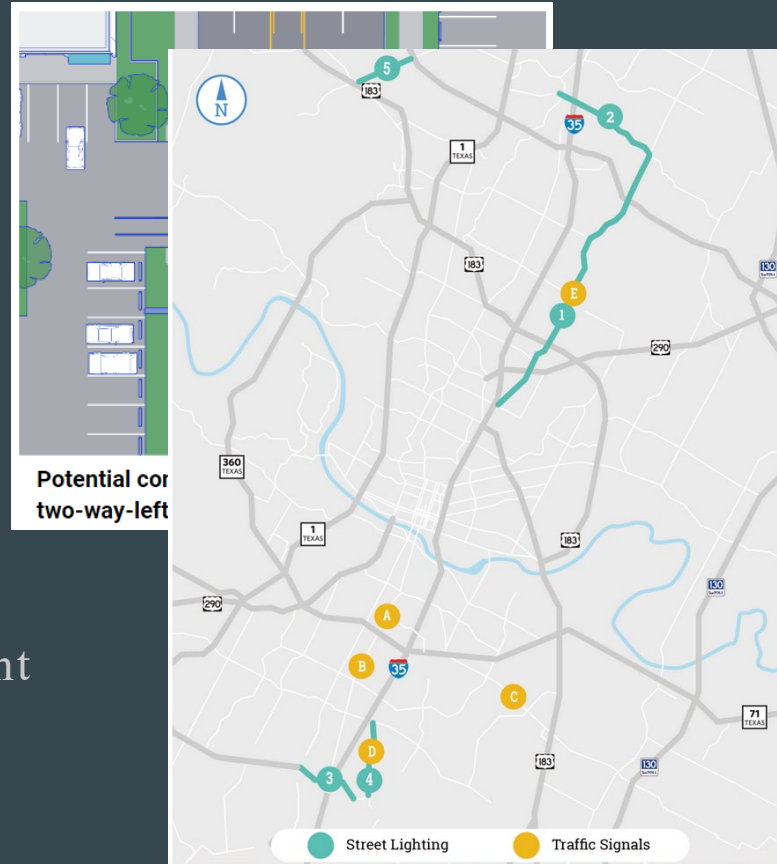 N
5
183
1
TEXAS
35
2
183
130
E
1
290
360
TEXAS
Potential
two-way-left
1
TEXAS
183
130
290
A
B
35
C
nt
71
TEXAS
D
3
4
183
130
Street Lighting
Traffic Signals